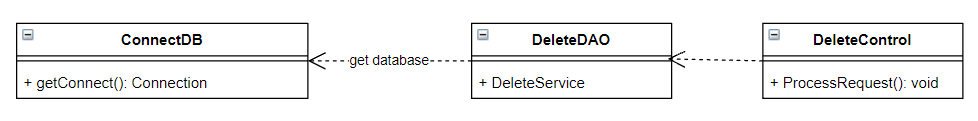 ConnectDB
+ getConnect(): Connection
get database
DeleteDAO
+ DeleteService
DeleteControl
+ ProcessRequest(): void